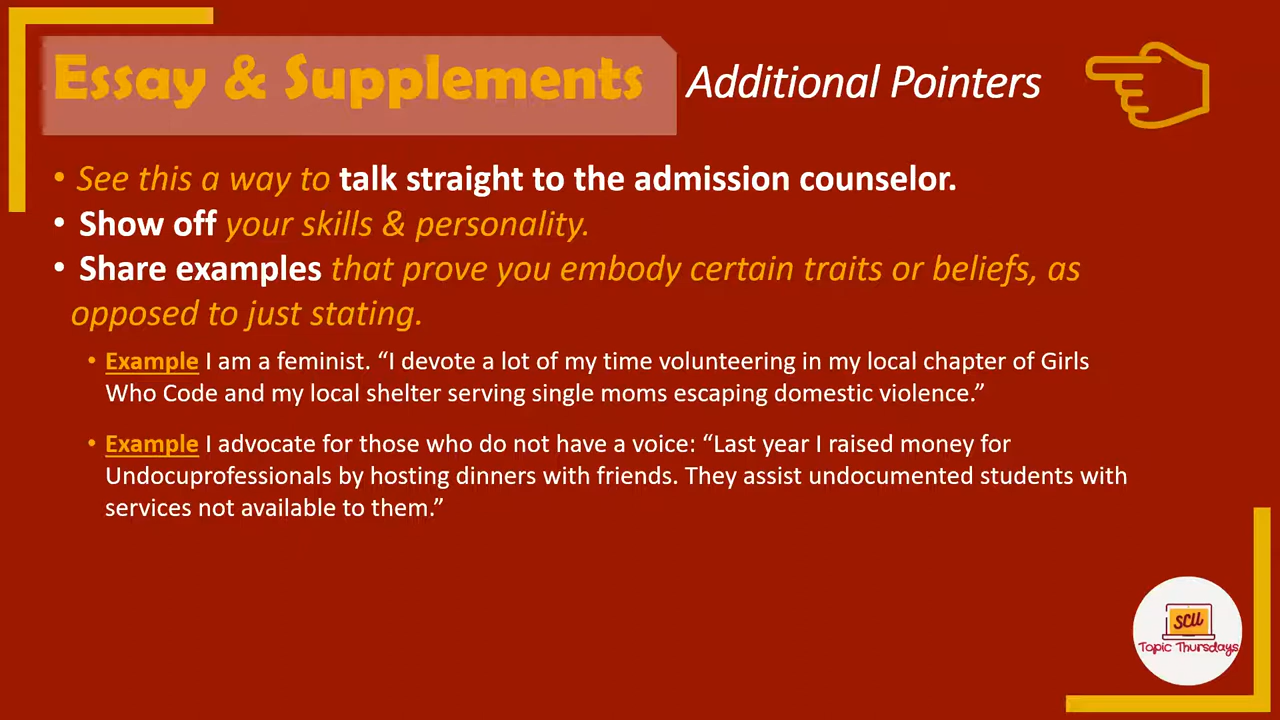 Essay & Supplements Additional Pointers
• See this a way to talk straight to the admission counselor.
• Show off your skills & personality.
• Share examples that prove you embody certain traits or beliefs, as
opposed to just stating.
• Example I am a feminist. “I devote a lot of my time volunteering in my local chapter of Girls
Who Code and my local shelter serving single moms escaping domestic violence.”
• Example I advocate for those who do not have a voice: “Last year I raised money for
Undocuprofessionals by hosting dinners with friends. They assist undocumented students with
services not available to them.”
SCU
Topic Thursdays